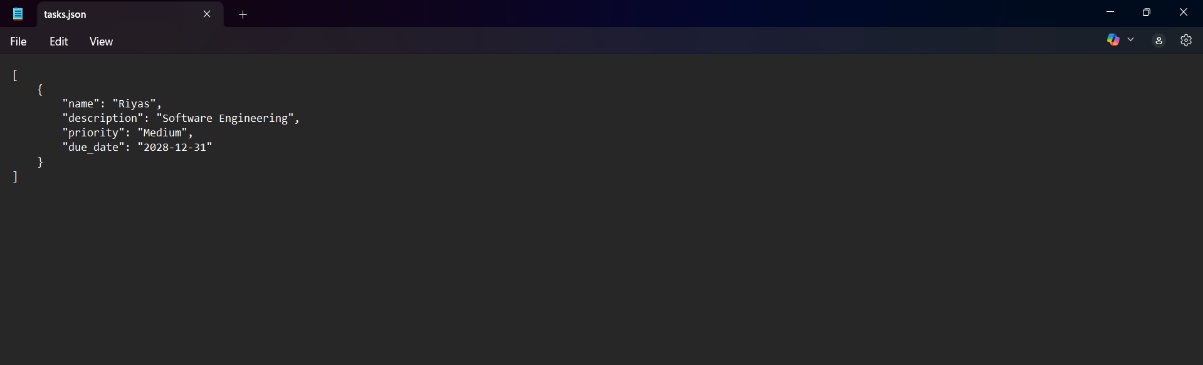 tasks.json
File Edit View
[
    {
        "name": "Riyas",
        "description": "Software Engineering",
        "priority": "Medium",
        "due_date": "2028-12-31"
    }
]